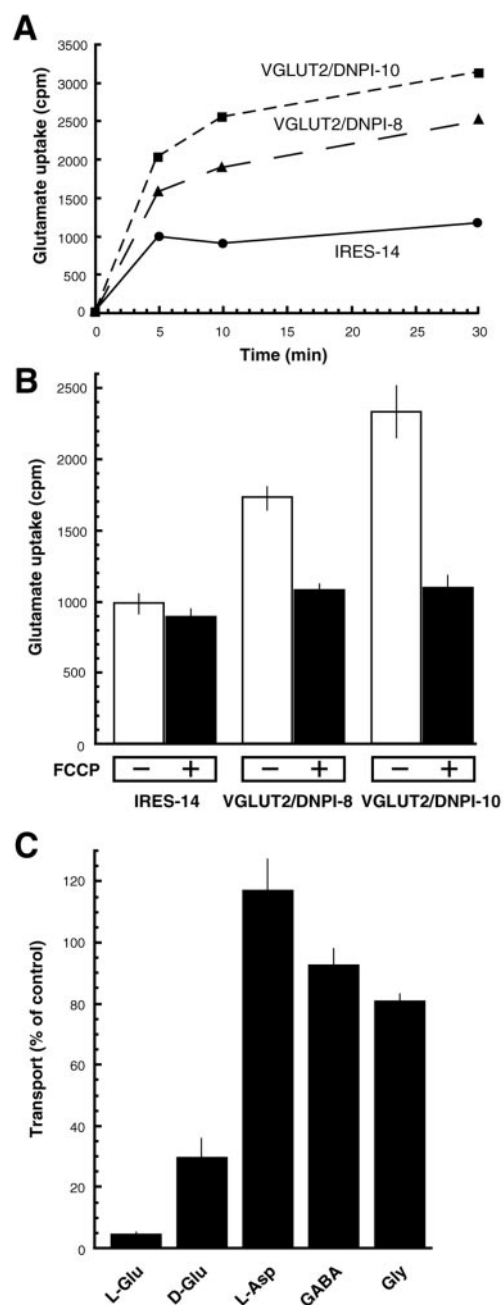 A
3500
3000
2500
2000
1500
1000
500
0
Glutamate uptake (cpm)
VGLUT2/DNPI-10
VGLUT2/DNPI-8
IRES-14
0 5 10 15 20 25 30
Time (min)
B
2500
2000
1500
1000
500
0
Glutamate uptake (cpm)
FCCP − + − + − +
IRES-14 VGLUT2/DNPI-8 VGLUT2/DNPI-10
C
120
100
80
60
40
20
0
Transport (% of control)
L-Glu D-Glu L-Asp GABA Gly